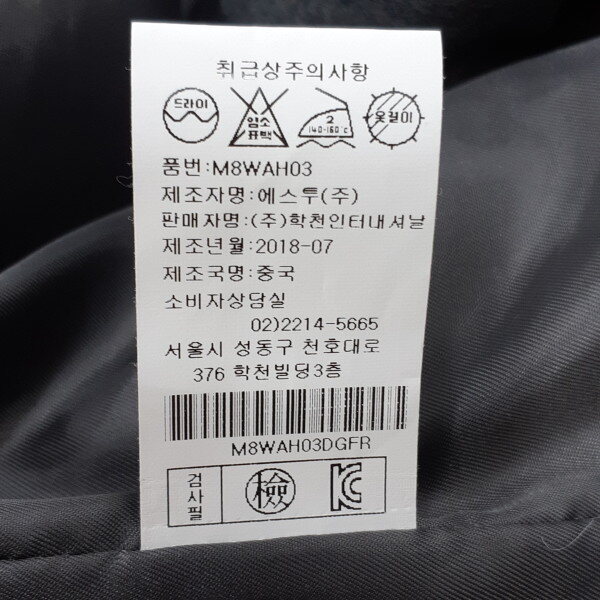 취급상주의사항
드라이 염소 표백 2 140-160℃ 옷걸이
품번:M8WAH03
제조자명:에스투(주)
판매자명:(주)학천인터내셔날
제조년월:2018-07
제조국명:중국
소비자상담실
02)2214-5665
서울시 성동구 천호대로
376 학천빌딩3층
M8WAH03DGFR
검사필 檢 KC